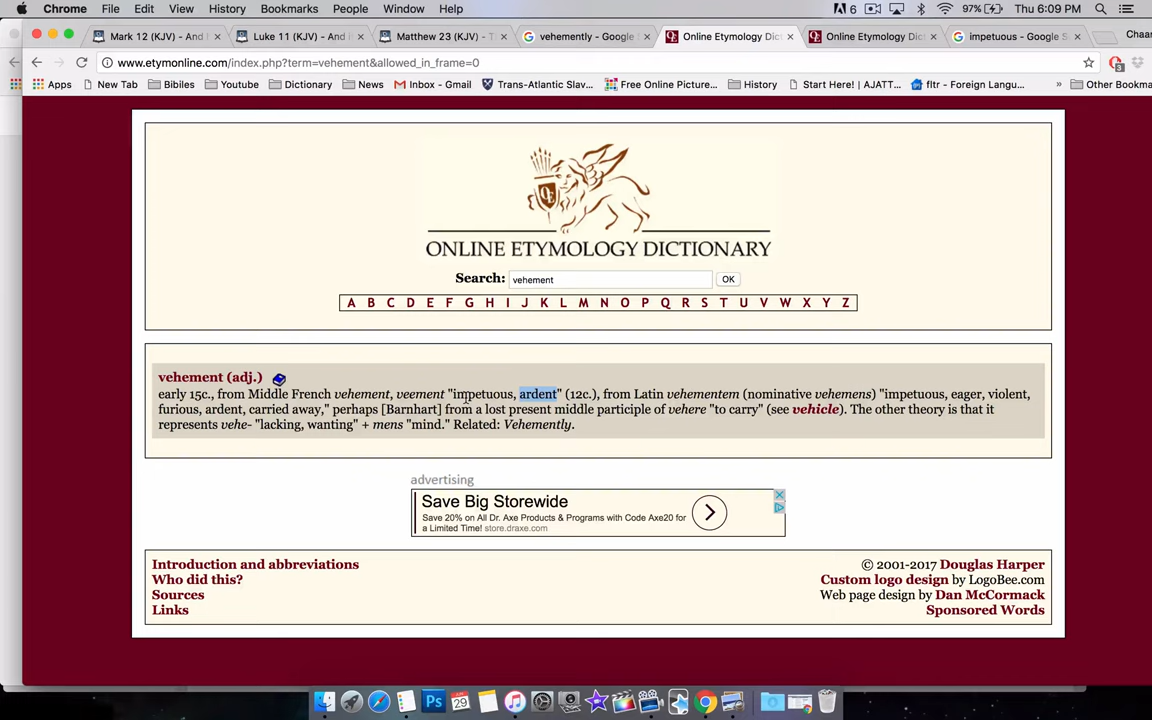 Chrome File Edit View History Bookmarks People Window Help 6 97% Thu 6:09 PM
Mark 12 (KJV) - And × Luke 11 (KJV) - And × Matthew 23 (KJV) - T × vehemently - Google × Online Etymology Dic × Online Etymology Dict × impetuous - Google S × Chaa
www.etymonline.com/index.php?term=vehement&allowed_in_frame=0
Apps New Tab Bibiles Youtube Dictionary News Inbox - Gmail Trans-Atlantic Slav... Free Online Picture... History Start Here! | AJATT... fltr - Foreign Langu... » Other Bookma
OE
ONLINE ETYMOLOGY DICTIONARY
Search: vehement OK
A B C D E F G H I J K L M N O P Q R S T U V W X Y Z
vehement (adj.)
early 15c., from Middle French vehement, veement "impetuous, ardent" (12c.), from Latin vehementem (nominative vehemens) "impetuous, eager, violent,
furious, ardent, carried away," perhaps [Barnhart] from a lost present middle participle of vehere "to carry" (see vehicle). The other theory is that it
represents vehe- "lacking, wanting" + mens "mind." Related: Vehemently.
advertising
Save Big Storewide
Save 20% on All Dr. Axe Products & Programs with Code Axe20 for
a Limited Time! store.draxe.com
Introduction and abbreviations
Who did this?
Sources
Links
© 2001-2017 Douglas Harper
Custom logo design by LogoBee.com
Web page design by Dan McCormack
Sponsored Words